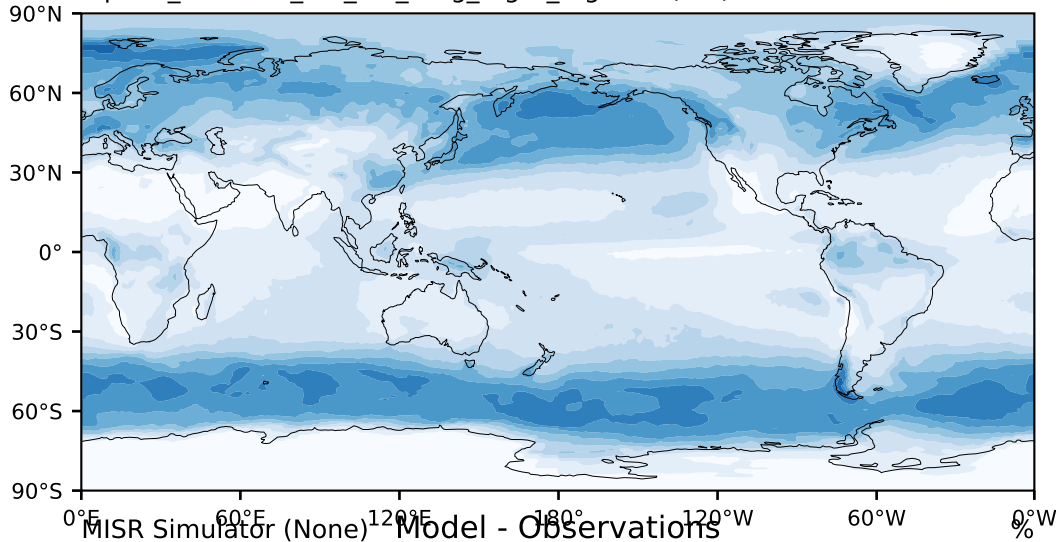 90°N
60°N
30°N
0°
30°S
60°S
90°S
0°E 60°E 120°E 180° 120°W 60°W 0°W
MISR Simulator (None) Model - Observations %